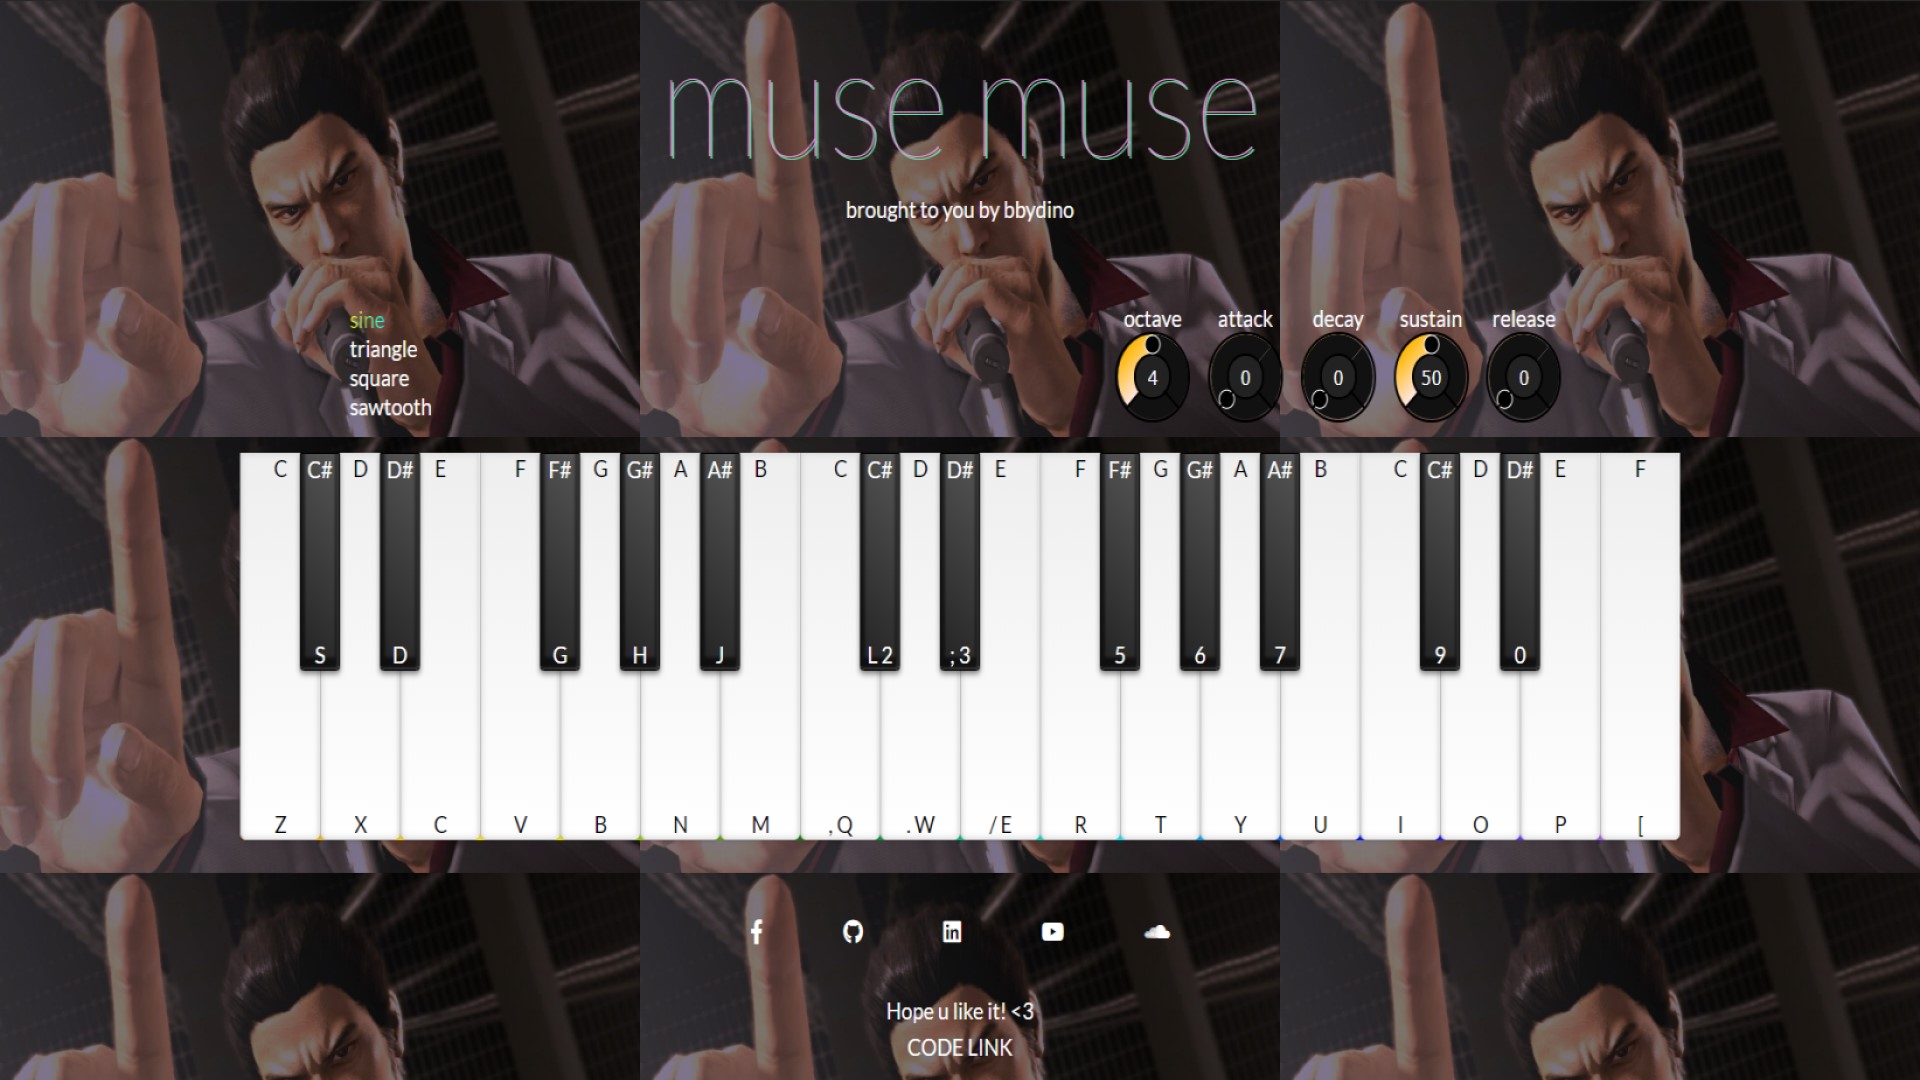 muse muse
brought to you by bbydino
sine
triangle
square
sawtooth
octave attack decay sustain release
4 0 0 50 0
C C# D D# E F F# G G# A A# B C C# D D# E F F# G G# A A# B C C# D D# E F
S D G H J L 2 ; 3 5 6 7 9 0
Z X C V B N M , Q . W / E R T Y U I O P [
Hope u like it! <3
CODE LINK